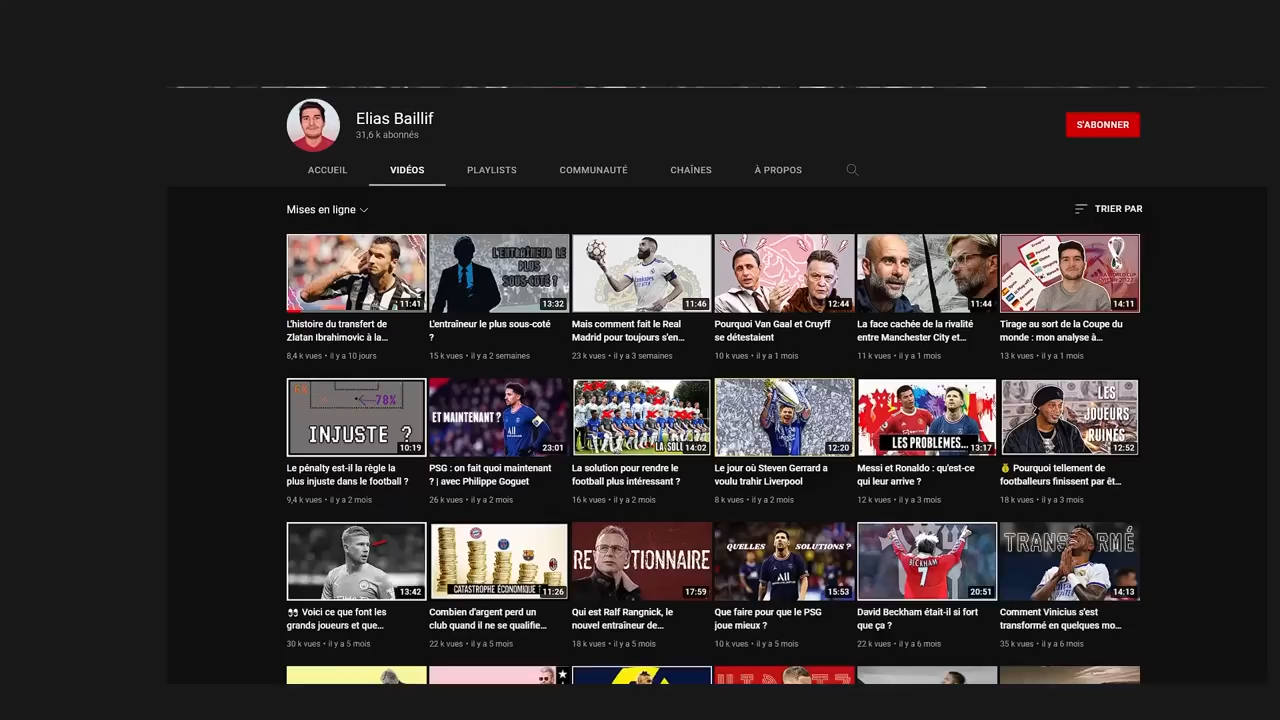 Elias Baillif
31,6 k abonnés
S'ABONNER
ACCUEIL
VIDÉOS
PLAYLISTS
COMMUNAUTÉ
CHAÎNES
À PROPOS
Mises en ligne
TRIER PAR
11:41
L'ENTRAÎNEUR LE
PLUS
SOUS-COTÉ ?
13:32
11:46
12:44
11:44
14:11
L'histoire du transfert de
Zlatan Ibrahimovic à la…
8,4 k vues • il y a 10 jours
L'entraîneur le plus sous-coté
?
15 k vues • il y a 2 semaines
Mais comment fait le Real
Madrid pour toujours s'en…
23 k vues • il y a 3 semaines
Pourquoi Van Gaal et Cruyff
se détestaient
10 k vues • il y a 1 mois
La face cachée de la rivalité
entre Manchester City et…
11 k vues • il y a 1 mois
Tirage au sort de la Coupe du
monde : mon analyse à…
13 k vues • il y a 1 mois
78%
INJUSTE ?
10:19
ET MAINTENANT ?
23:01
LA SOLU
14:02
12:20
LES PROBLEMES...
13:17
LES
JOUEURS
RUINÉS
12:52
Le pénalty est-il la règle la
plus injuste dans le football ?
9,4 k vues • il y a 2 mois
PSG : on fait quoi maintenant
? | avec Philippe Goguet
26 k vues • il y a 2 mois
La solution pour rendre le
football plus intéressant ?
16 k vues • il y a 2 mois
Le jour où Steven Gerrard a
voulu trahir Liverpool
8 k vues • il y a 2 mois
Messi et Ronaldo : qu'est-ce
qui leur arrive ?
12 k vues • il y a 3 mois
💰 Pourquoi tellement de
footballeurs finissent par êt…
18 k vues • il y a 3 mois
13:42
CATASTROPHE ÉCONOMIQUE ?
11:26
RE TIONNAIRE
17:59
QUELLES SOLUTIONS ?
15:53
BECKHAM
7
20:51
TRANSFORMÉ
14:13
👀 Voici ce que font les
grands joueurs et que…
30 k vues • il y a 5 mois
Combien d'argent perd un
club quand il ne se qualifie…
22 k vues • il y a 5 mois
Qui est Ralf Rangnick, le
nouvel entraîneur de…
18 k vues • il y a 5 mois
Que faire pour que le PSG
joue mieux ?
10 k vues • il y a 5 mois
David Beckham était-il si fort
que ça ?
22 k vues • il y a 6 mois
Comment Vinicius s'est
transformé en quelques mo…
35 k vues • il y a 6 mois